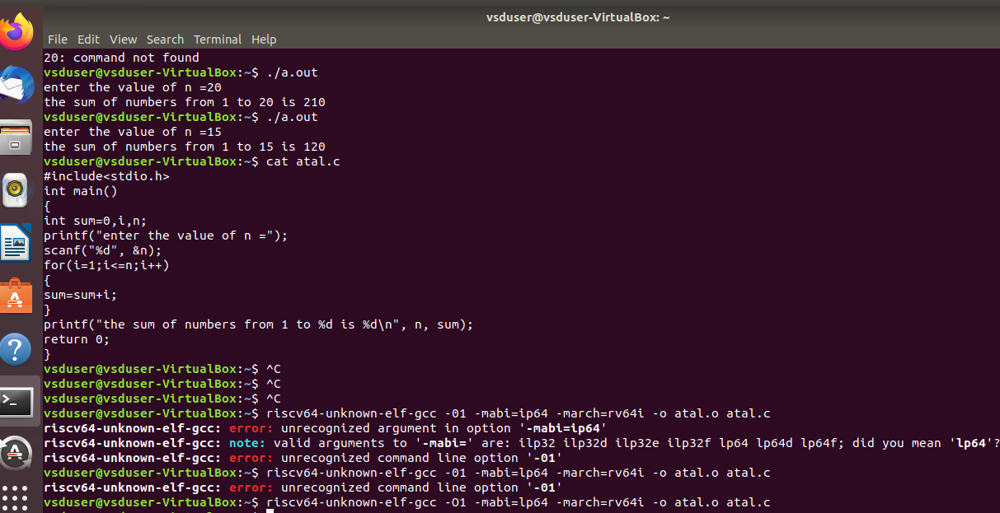 vsduser@vsduser-VirtualBox: ~
File Edit View Search Terminal Help
20: command not found
vsduser@vsduser-VirtualBox:~$ ./a.out
enter the value of n =20
the sum of numbers from 1 to 20 is 210
vsduser@vsduser-VirtualBox:~$ ./a.out
enter the value of n =15
the sum of numbers from 1 to 15 is 120
vsduser@vsduser-VirtualBox:~$ cat atal.c
#include<stdio.h>
int main()
{
int sum=0,i,n;
printf("enter the value of n =");
scanf("%d", &n);
for(i=1;i<=n;i++)
{
sum=sum+i;
}
printf("the sum of numbers from 1 to %d is %d\n", n, sum);
return 0;
}
vsduser@vsduser-VirtualBox:~$ ^C
vsduser@vsduser-VirtualBox:~$ ^C
vsduser@vsduser-VirtualBox:~$ ^C
vsduser@vsduser-VirtualBox:~$ riscv64-unknown-elf-gcc -01 -mabi=ip64 -march=rv64i -o atal.o atal.c
riscv64-unknown-elf-gcc: error: unrecognized argument in option '-mabi=ip64'
riscv64-unknown-elf-gcc: note: valid arguments to '-mabi=' are: ilp32 ilp32d ilp32e ilp32f lp64 lp64d lp64f; did you mean 'lp64'?
riscv64-unknown-elf-gcc: error: unrecognized command line option '-01'
vsduser@vsduser-VirtualBox:~$ riscv64-unknown-elf-gcc -01 -mabi=lp64 -march=rv64i -o atal.o atal.c
riscv64-unknown-elf-gcc: error: unrecognized command line option '-01'
vsduser@vsduser-VirtualBox:~$ riscv64-unknown-elf-gcc -O1 -mabi=lp64 -march=rv64i -o atal.o atal.c